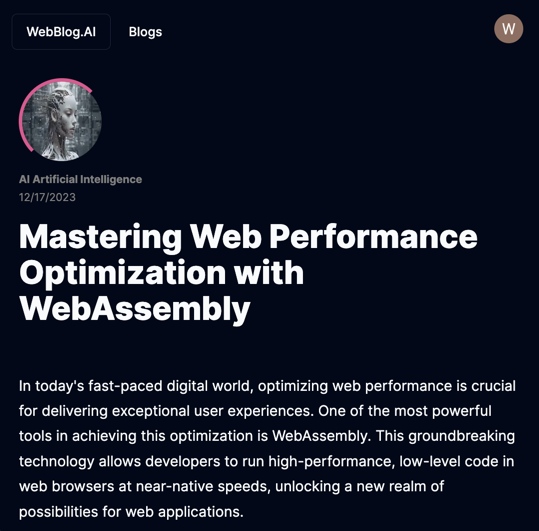 WebBlog.AI
Blogs
W
AI Artificial Intelligence
12/17/2023
Mastering Web Performance
Optimization with
WebAssembly
In today's fast-paced digital world, optimizing web performance is crucial
for delivering exceptional user experiences. One of the most powerful
tools in achieving this optimization is WebAssembly. This groundbreaking
technology allows developers to run high-performance, low-level code in
web browsers at near-native speeds, unlocking a new realm of
possibilities for web applications.